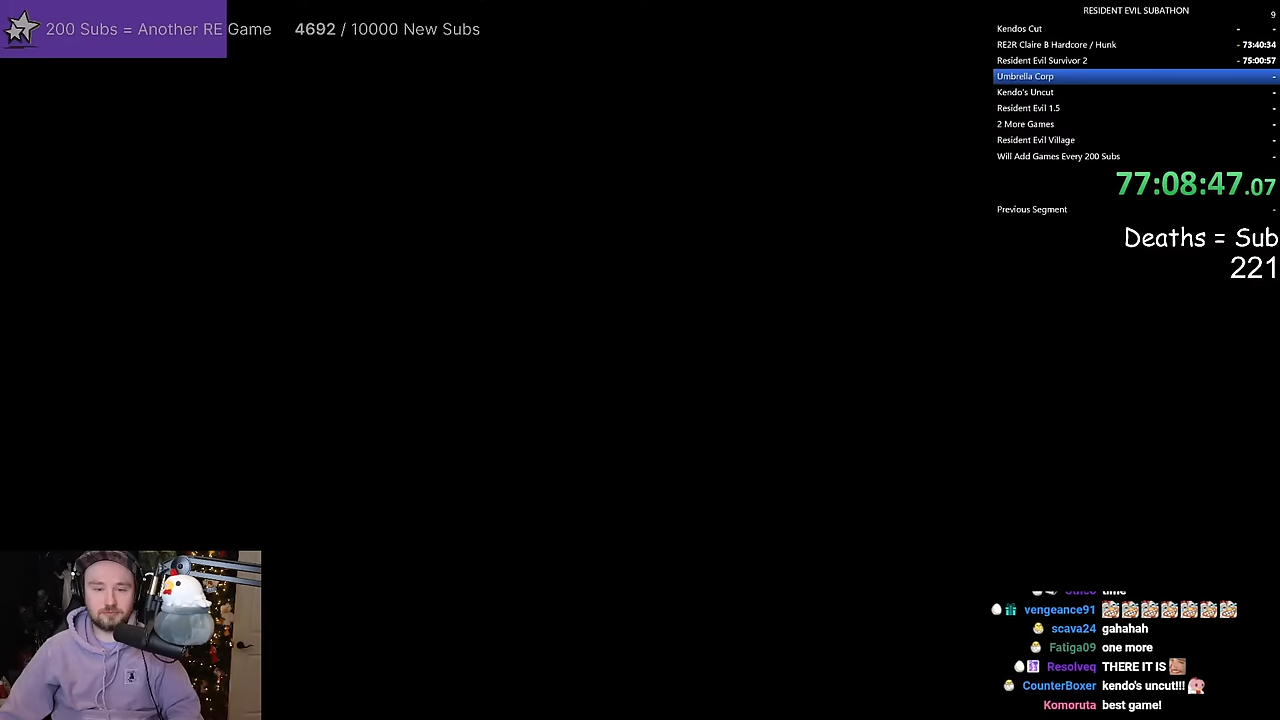 200 Subs = Another RE Game 4692 / 10000 New Subs
RESIDENT EVIL SUBATHON
9
Kendos Cut - -
RE2R Claire B Hardcore / Hunk - 73:40:34
Resident Evil Survivor 2 - 75:00:57
Umbrella Corp -
Kendo's Uncut -
Resident Evil 1.5 -
2 More Games -
Resident Evil Village -
Will Add Games Every 200 Subs -
77:08:47.07
Previous Segment -
Deaths = Sub
221
time
vengeance91
scava24 gahahah
Fatiga09 one more
Resolveq THERE IT IS
CounterBoxer kendo's uncut!!!
Komoruta best game!